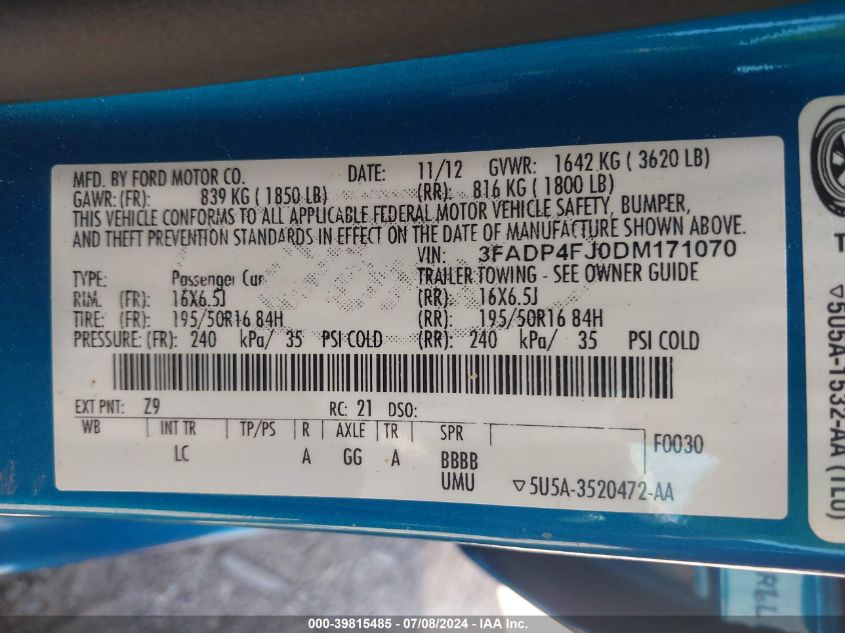 MFD. BY FORD MOTOR CO. DATE: 11/12 GVWR: 1642 KG ( 3620 LB)
GAWR: (FR): 839 KG ( 1850 LB) (RR): 816 KG ( 1800 LB)
THIS VEHICLE CONFORMS TO ALL APPLICABLE FEDERAL MOTOR VEHICLE SAFETY, BUMPER,
AND THEFT PREVENTION STANDARDS IN EFFECT ON THE DATE OF MANUFACTURE SHOWN ABOVE.
VIN: 3FADP4FJ0DM171070
TYPE: Passenger Car TRAILER TOWING - SEE OWNER GUIDE
RIM: (FR): 16X6.5J (RR): 16X6.5J
TIRE: (FR): 195/50R16 84H (RR): 195/50R16 84H
PRESSURE: (FR): 240 kPa/ 35 PSI COLD (RR): 240 kPa/ 35 PSI COLD
EXT PNT: Z9 RC: 21 DSO:
WB INT TR TP/PS R AXLE TR SPR F0030
LC A GG A BBBB
UMU ▽5U5A-3520472-AA
▽5U5A-1532-AA (TLO)
000-39815485 - 07/08/2024 - IAA Inc.